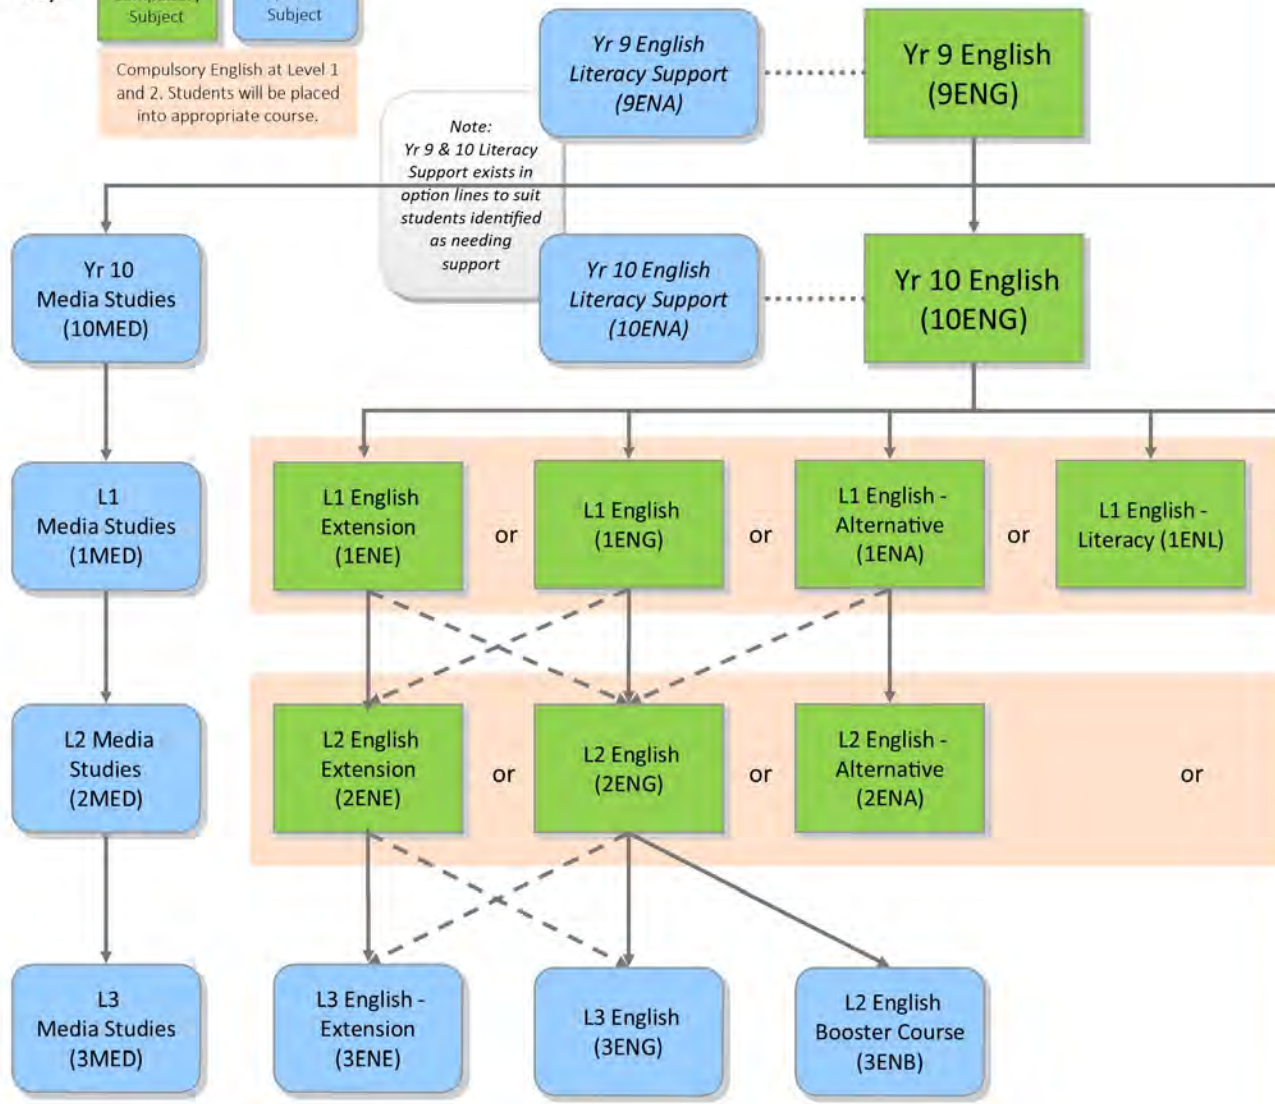 Subject
Subject
Compulsory English at Level 1
and 2. Students will be placed
into appropriate course.
Note:
Yr 9 & 10 Literacy
Support exists in
option lines to suit
students identified
as needing
support
Yr 9 English
Literacy Support
(9ENA)
Yr 9 English
(9ENG)
Yr 10
Media Studies
(10MED)
Yr 10 English
Literacy Support
(10ENA)
Yr 10 English
(10ENG)
L1
Media Studies
(1MED)
L1 English
Extension
(1ENE)
or
L1 English
(1ENG)
or
L1 English -
Alternative
(1ENA)
or
L1 English -
Literacy (1ENL)
L2 Media
Studies
(2MED)
L2 English
Extension
(2ENE)
or
L2 English
(2ENG)
or
L2 English -
Alternative
(2ENA)
or
L3
Media Studies
(3MED)
L3 English -
Extension
(3ENE)
L3 English
(3ENG)
L2 English
Booster Course
(3ENB)